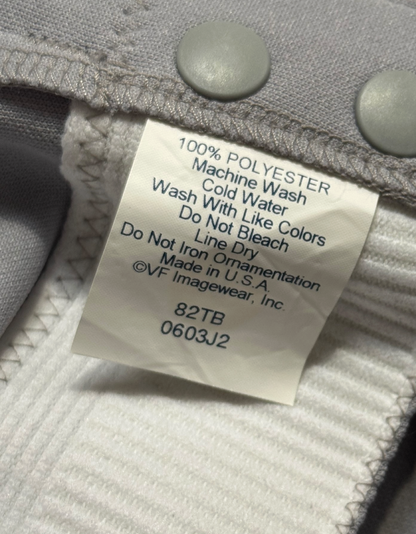 100% POLYESTER
Machine Wash
Cold Water
Wash With Like Colors
Do Not Bleach
Line Dry
Do Not Iron Ornamentation
Made in U.S.A.
©VF Imagewear, Inc.
82TB
0603J2